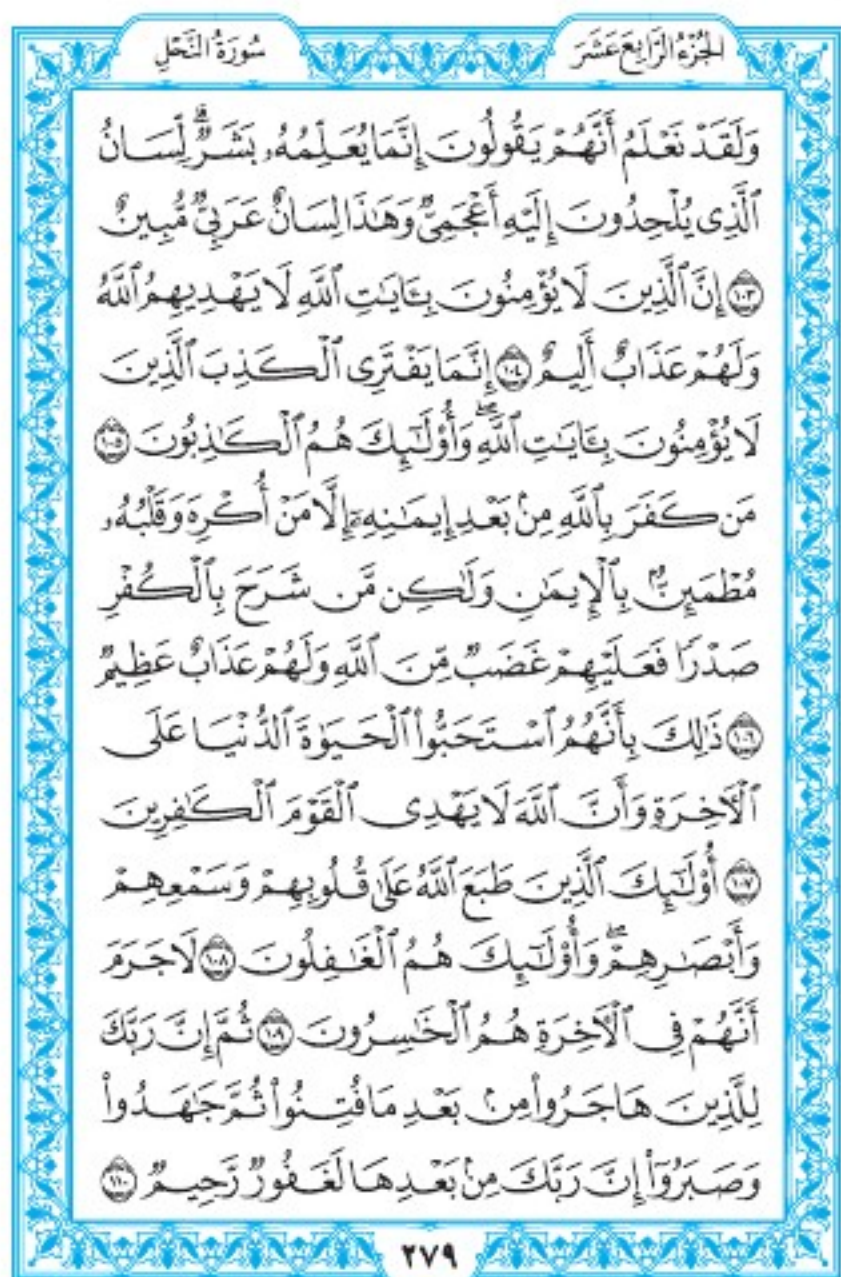 الجُزْءُ الرَّابِعَ عَشَرَ
سُورَةُ النَّحْلِ
وَلَقَدْ نَعْلَمُ أَنَّهُمْ يَقُولُونَ إِنَّمَا يُعَلِّمُهُۥ بَشَرٌۗ لِّسَانُ
ٱلَّذِى يُلْحِدُونَ إِلَيْهِ أَعْجَمِىٌّ وَهَٰذَا لِسَانٌ عَرَبِىٌّ مُّبِينٌ
﴿١٠٣﴾ إِنَّ ٱلَّذِينَ لَا يُؤْمِنُونَ بِـَٔايَٰتِ ٱللَّهِ لَا يَهْدِيهِمُ ٱللَّهُ
وَلَهُمْ عَذَابٌ أَلِيمٌ ﴿١٠٤﴾ إِنَّمَا يَفْتَرِى ٱلْكَذِبَ ٱلَّذِينَ
لَا يُؤْمِنُونَ بِـَٔايَٰتِ ٱللَّهِۖ وَأُو۟لَٰٓئِكَ هُمُ ٱلْكَٰذِبُونَ ﴿١٠٥﴾
مَن كَفَرَ بِٱللَّهِ مِنۢ بَعْدِ إِيمَٰنِهِۦٓ إِلَّا مَنْ أُكْرِهَ وَقَلْبُهُۥ
مُطْمَئِنٌّۢ بِٱلْإِيمَٰنِ وَلَٰكِن مَّن شَرَحَ بِٱلْكُفْرِ
صَدْرًا فَعَلَيْهِمْ غَضَبٌ مِّنَ ٱللَّهِ وَلَهُمْ عَذَابٌ عَظِيمٌ
﴿١٠٦﴾ ذَٰلِكَ بِأَنَّهُمُ ٱسْتَحَبُّوا۟ ٱلْحَيَوٰةَ ٱلدُّنْيَا عَلَى
ٱلْءَاخِرَةِ وَأَنَّ ٱللَّهَ لَا يَهْدِى ٱلْقَوْمَ ٱلْكَٰفِرِينَ
﴿١٠٧﴾ أُو۟لَٰٓئِكَ ٱلَّذِينَ طَبَعَ ٱللَّهُ عَلَىٰ قُلُوبِهِمْ وَسَمْعِهِمْ
وَأَبْصَٰرِهِمْۖ وَأُو۟لَٰٓئِكَ هُمُ ٱلْغَٰفِلُونَ ﴿١٠٨﴾ لَا جَرَمَ
أَنَّهُمْ فِى ٱلْءَاخِرَةِ هُمُ ٱلْخَٰسِرُونَ ﴿١٠٩﴾ ثُمَّ إِنَّ رَبَّكَ
لِلَّذِينَ هَاجَرُوا۟ مِنۢ بَعْدِ مَا فُتِنُوا۟ ثُمَّ جَٰهَدُوا۟
وَصَبَرُوٓا۟ إِنَّ رَبَّكَ مِنۢ بَعْدِهَا لَغَفُورٌ رَّحِيمٌ ﴿١١٠﴾
٢٧٩